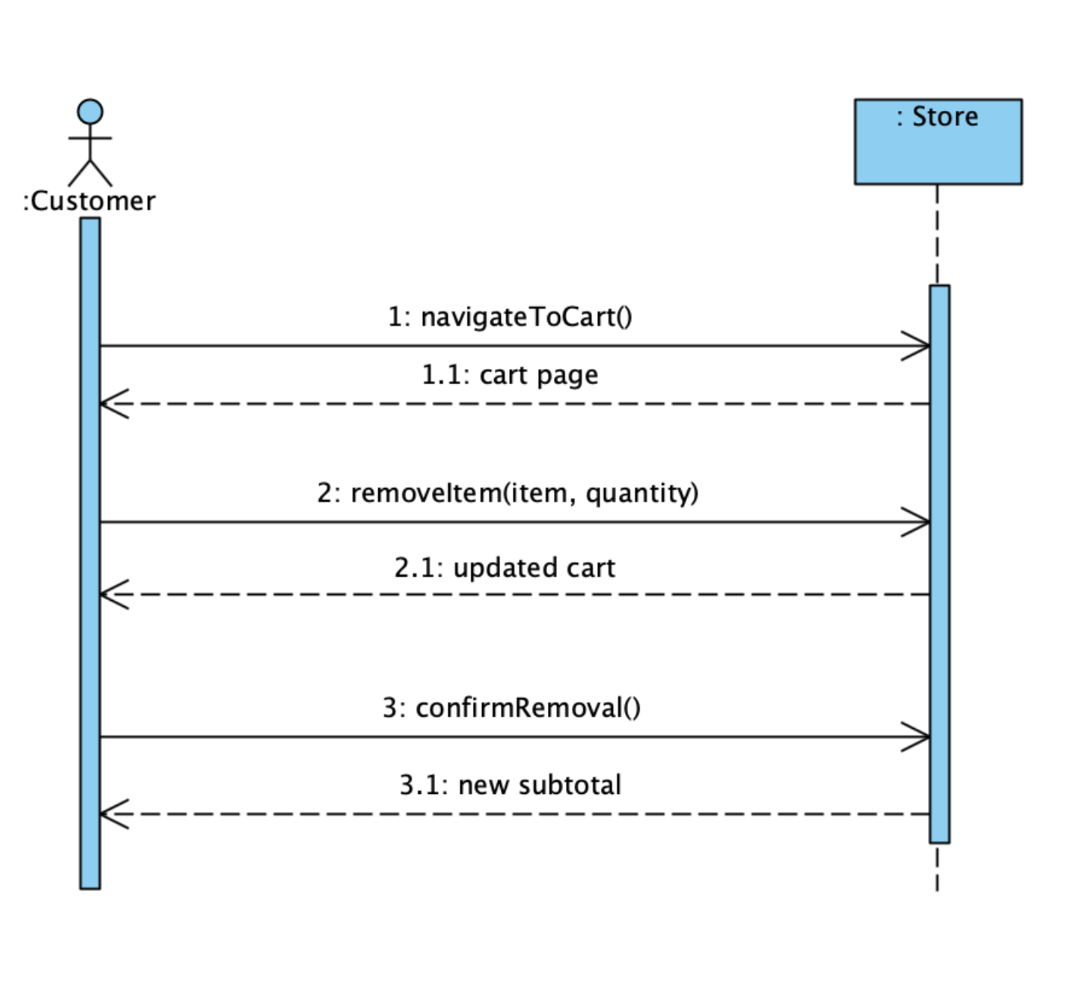 : Store
:Customer
1: navigateToCart()
1.1: cart page
2: removeItem(item, quantity)
2.1: updated cart
3: confirmRemoval()
3.1: new subtotal